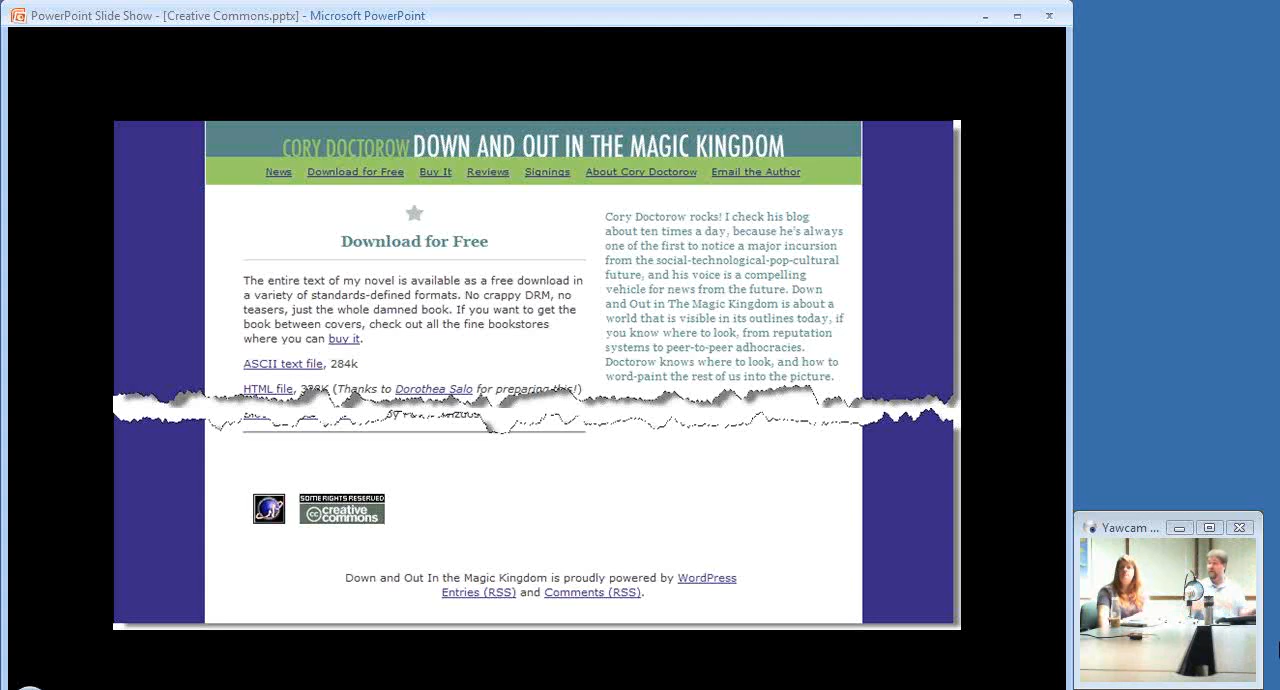 PowerPoint Slide Show - [Creative Commons.pptx] - Microsoft PowerPoint
CORY DOCTOROW DOWN AND OUT IN THE MAGIC KINGDOM
News Download for Free Buy It Reviews Signings About Cory Doctorow Email the Author
Download for Free
The entire text of my novel is available as a free download in
a variety of standards-defined formats. No crappy DRM, no
teasers, just the whole damned book. If you want to get the
book between covers, check out all the fine bookstores
where you can buy it.
ASCII text file, 284k
HTML file, (Thanks to Dorothea Salo for preparing this!)
Cory Doctorow rocks! I check his blog
about ten times a day, because he's always
one of the first to notice a major incursion
from the social-technological-pop-cultural
future, and his voice is a compelling
vehicle for news from the future. Down
and Out in The Magic Kingdom is about a
world that is visible in its outlines today, if
you know where to look, from reputation
systems to peer-to-peer adhocracies.
Doctorow knows where to look, and how to
word-paint the rest of us into the picture.
SOME RIGHTS RESERVED
cc creative
commons
Down and Out In the Magic Kingdom is proudly powered by WordPress
Entries (RSS) and Comments (RSS).
Yawcam ...